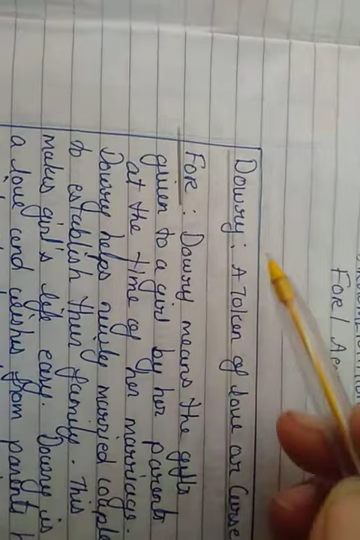 For / A
Dowry : A token of love or Curse
For : Dowry means the gifts
given to a girl by her parents
at the time of her marriage.
Dowry helps newly married couple
to establish their family. This
makes girl's life easy. Dowry is
a love and wishes from parents